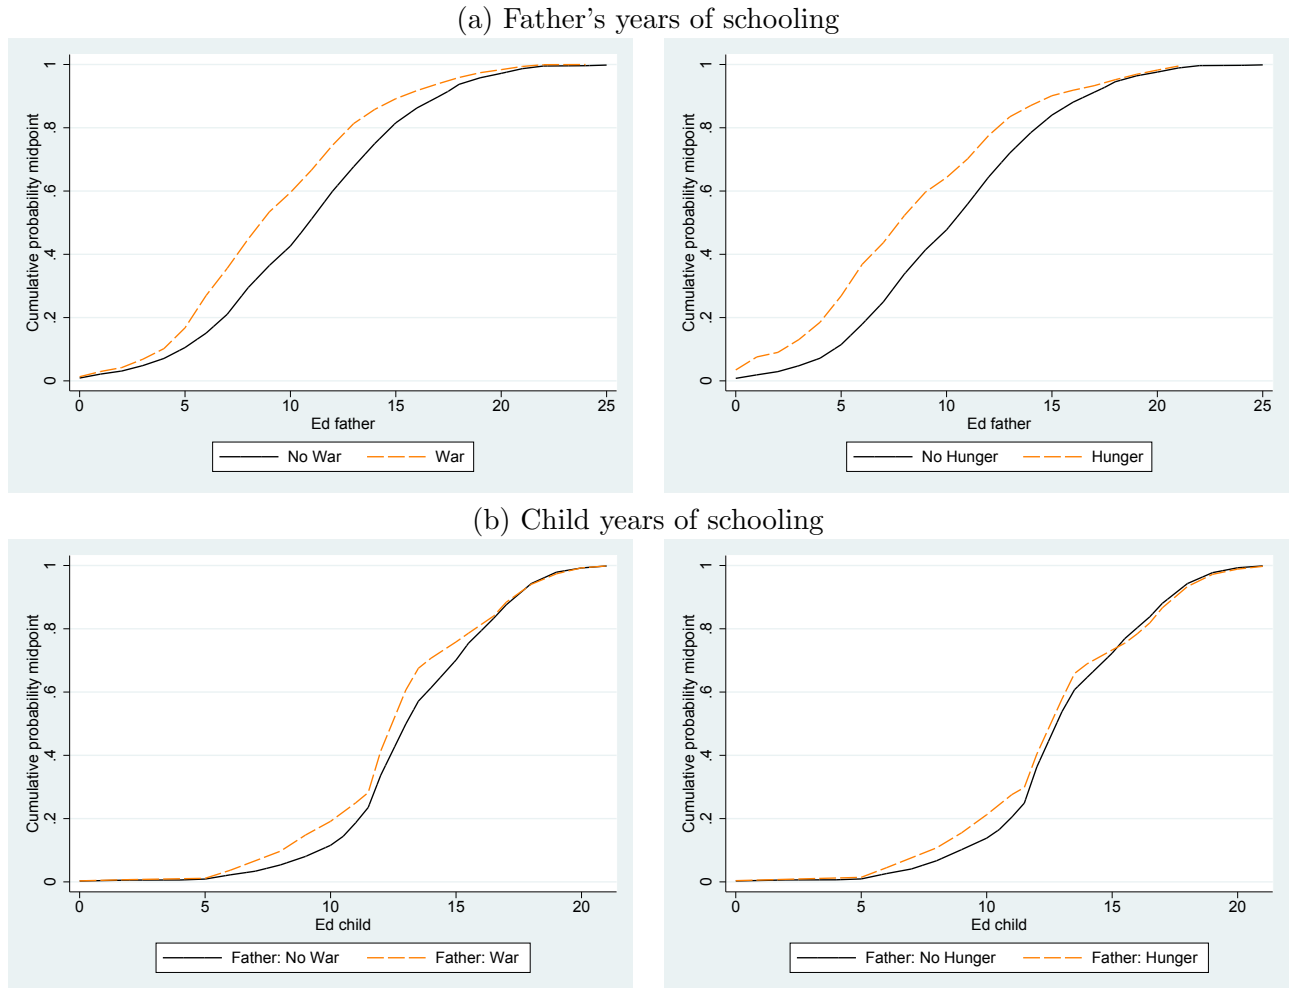 (a) Father's years of schooling
Cumulative probability midpoint
0 .2 .4 .6 .8 1
0 5 10 15 20 25
Ed father
No War War
Cumulative probability midpoint
0 .2 .4 .6 .8 1
0 5 10 15 20 25
Ed father
No Hunger Hunger
(b) Child years of schooling
Cumulative probability midpoint
0 .2 .4 .6 .8 1
0 5 10 15 20
Ed child
Father: No War Father: War
Cumulative probability midpoint
0 .2 .4 .6 .8 1
0 5 10 15 20
Ed child
Father: No Hunger Father: Hunger